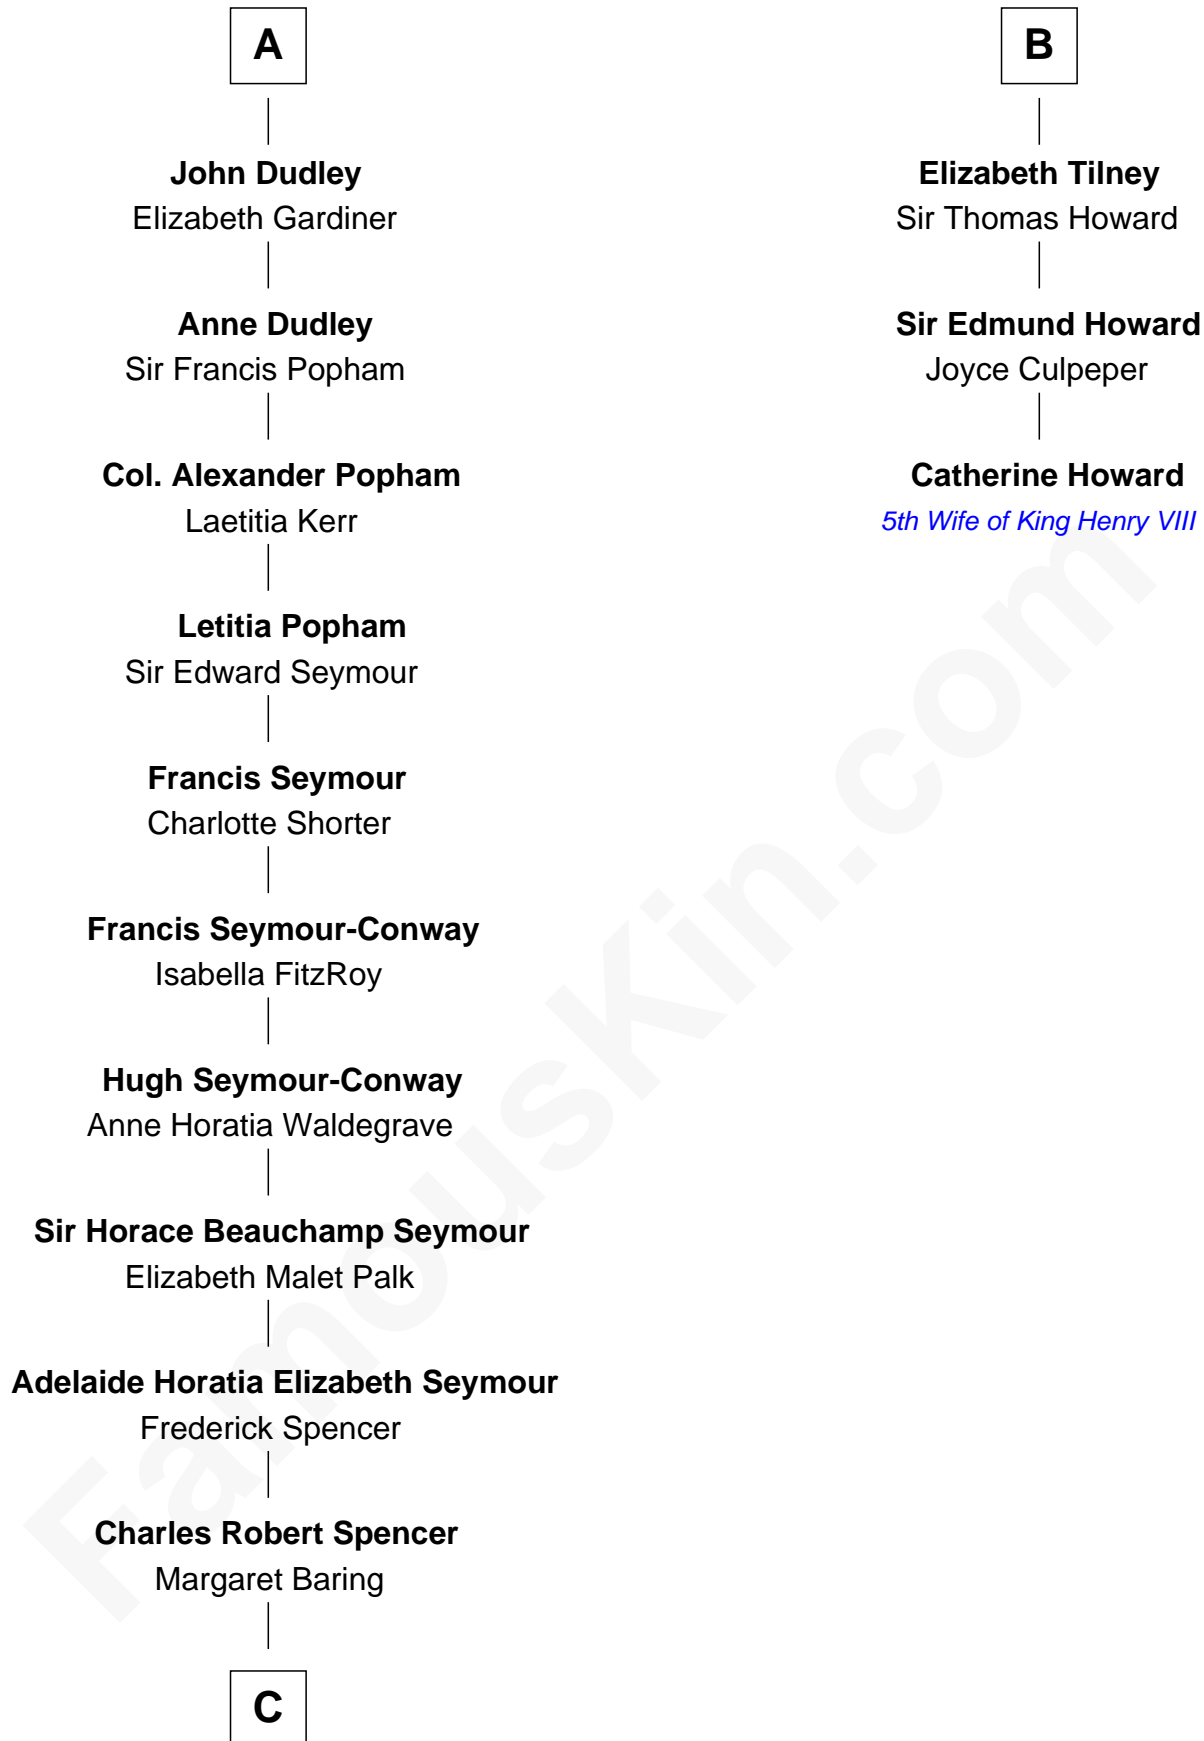 A
John Dudley
Elizabeth Gardiner
Anne Dudley
Sir Francis Popham
Col. Alexander Popham
Laetitia Kerr
Letitia Popham
Sir Edward Seymour
Francis Seymour
Charlotte Shorter
Francis Seymour-Conway
Isabella FitzRoy
Hugh Seymour-Conway
Anne Horatia Waldegrave
Sir Horace Beauchamp Seymour
Elizabeth Malet Palk
Adelaide Horatia Elizabeth Seymour
Frederick Spencer
Charles Robert Spencer
Margaret Baring
C
B
Elizabeth Tilney
Sir Thomas Howard
Sir Edmund Howard
Joyce Culpeper
Catherine Howard
5th Wife of King Henry VIII
FamousKin.com